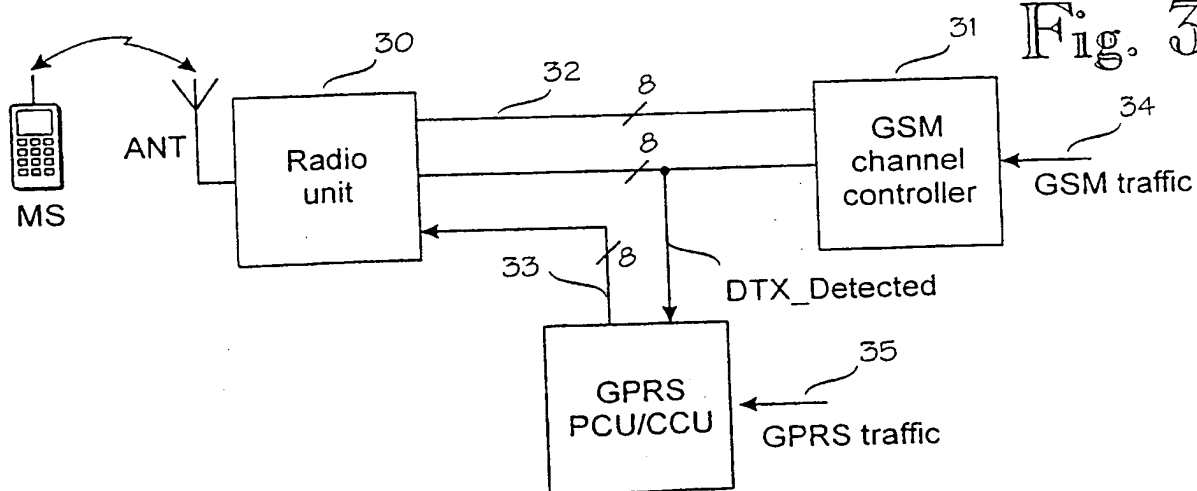 Fig. 3
30
31
32
8
34
ANT
Radio
unit
8
GSM
channel
controller
GSM traffic
MS
33
8
DTX_Detected
35
GPRS
PCU/CCU
GPRS traffic